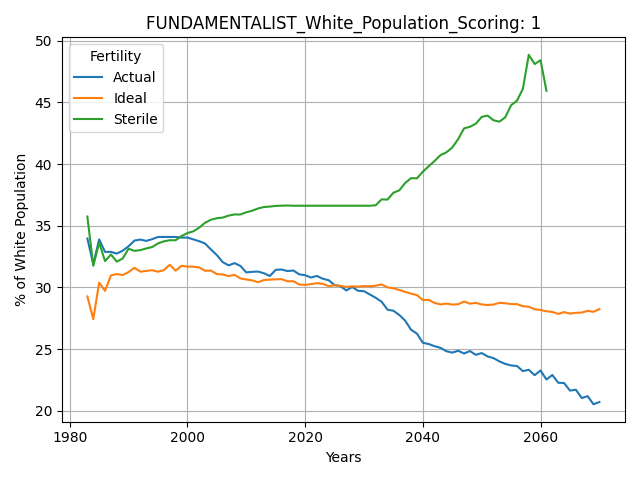 FUNDAMENTALIST_White_Population_Scoring: 1
Fertility
Actual
Ideal
Sterile
% of White Population
50
45
40
35
30
25
20
1980
2000
2020
2040
2060
Years